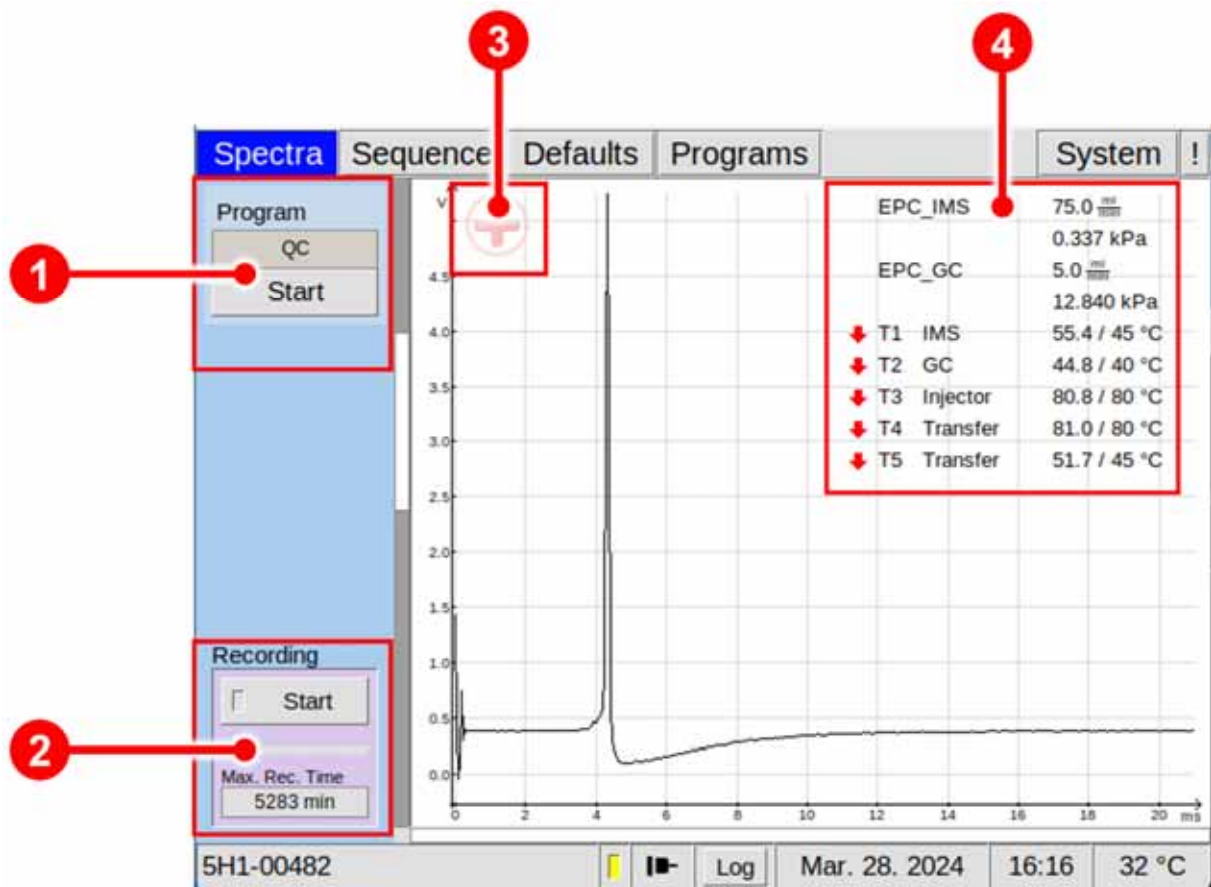 3
4
Spectra Sequence Defaults Programs System !
Program
QC
Start
1
Recording
Start
2
Max. Rec. Time
5283 min
V
4.5
4.0
3.5
3.0
2.5
2.0
1.5
1.0
0.5
0.0
0 2 4 6 8 10 12 14 16 18 20 ms
EPC_IMS 75.0 ml/min
0.337 kPa
EPC_GC 5.0 ml/min
12.840 kPa
T1 IMS 55.4 / 45 °C
T2 GC 44.8 / 40 °C
T3 Injector 80.8 / 80 °C
T4 Transfer 81.0 / 80 °C
T5 Transfer 51.7 / 45 °C
5H1-00482 Log Mar. 28. 2024 16:16 32 °C